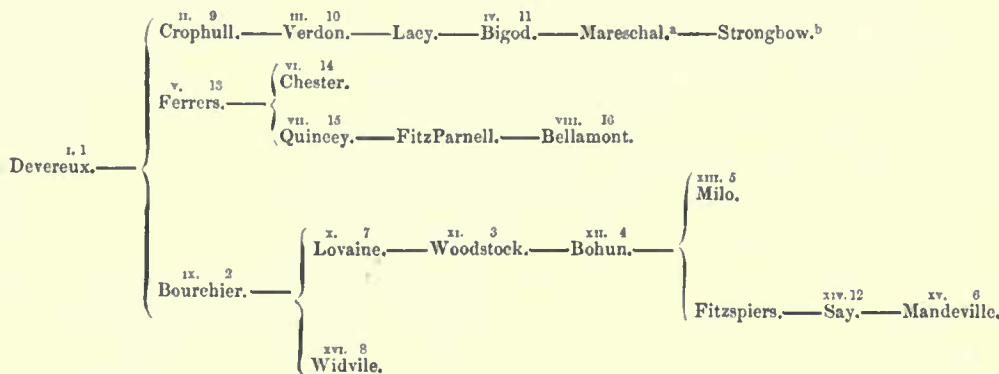 II. 9 III. 10 IV. 11
Crophull.—Verdon.—Lacy.—Bigod.—Mareschal.ᵃ—Strongbow.ᵇ
VI. 14
Chester.
V. 13
Ferrers.—
VII. 15 VIII. 16
Quincey.—FitzParnell.—Bellamont.
I. 1
Devereux.—
XIII. 5
Milo.
X. 7 XI. 3 XII. 4
Lovaine.—Woodstock.—Bohun.—
IX. 2
Bourchier.—
XIV. 12 XV. 6
Fitzspiers.—Say.—Mandeville.
XVI. 8
Widvile.